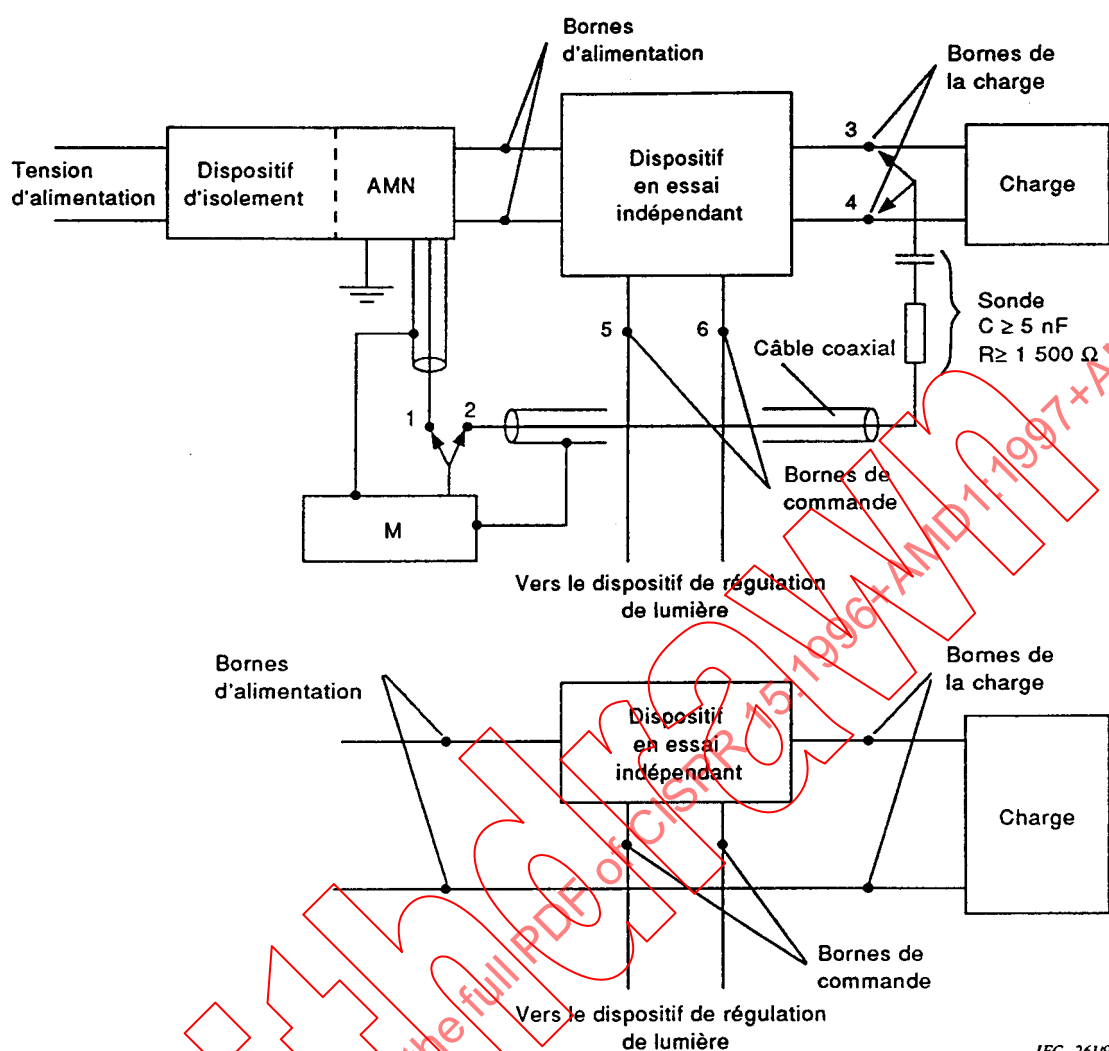 Bornes
d'alimentation
Bornes de
la charge
Tension
d'alimentation
Dispositif
d'isolement
AMN
Dispositif
en essai
indépendant
3
4
Charge
Sonde
C ≥ 5 nF
R≥ 1 500 Ω
5
6
Câble coaxial
1
2
M
Bornes de
commande
Vers le dispositif de régulation
de lumière
Bornes
d'alimentation
Bornes de
la charge
Dispositif
en essai
indépendant
Charge
Bornes de
commande
Vers le dispositif de régulation
de lumière
the full PDF of CISPR 15:1996+AMD1:1997+
IEC